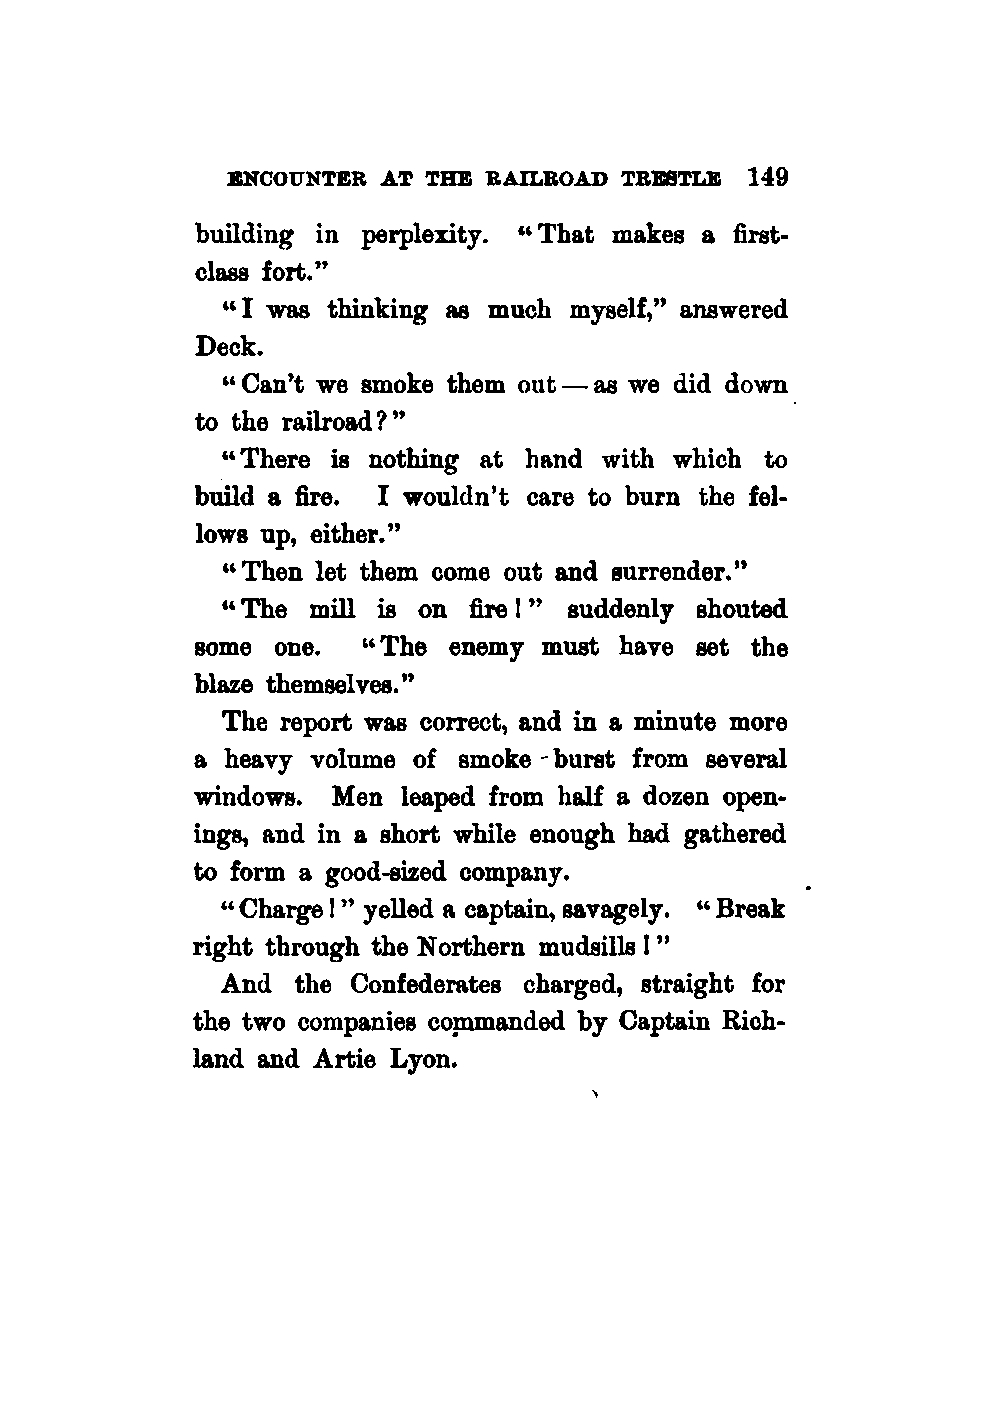 ENCOUNTER AT THE RAILROAD TRESTLE 149
building in perplexity. "That makes a first-
class fort."
"I was thinking as much myself," answered
Deck.
"Can't we smoke them out — as we did down
to the railroad?"
"There is nothing at hand with which to
build a fire. I wouldn't care to burn the fel-
lows up, either."
"Then let them come out and surrender."
"The mill is on fire!" suddenly shouted
some one. "The enemy must have set the
blaze themselves."
The report was correct, and in a minute more
a heavy volume of smoke burst from several
windows. Men leaped from half a dozen open-
ings, and in a short while enough had gathered
to form a good-sized company.
"Charge!" yelled a captain, savagely. "Break
right through the Northern mudsills!"
And the Confederates charged, straight for
the two companies commanded by Captain Rich-
land and Artie Lyon.